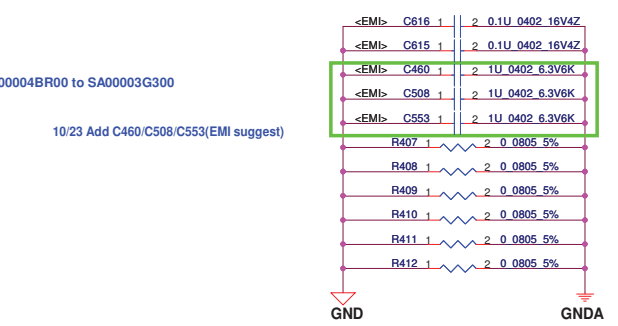 <EMI> C616 1 2 0.1U_0402_16V4Z
<EMI> C615 1 2 0.1U_0402_16V4Z
<EMI> C460 1 2 1U_0402_6.3V6K
00004BR00 to SA00003G300
<EMI> C508 1 2 1U_0402_6.3V6K
<EMI> C553 1 2 1U_0402_6.3V6K
10/23 Add C460/C508/C553(EMI suggest)
R407 1 2 0_0805_5%
R408 1 2 0_0805_5%
R409 1 2 0_0805_5%
R410 1 2 0_0805_5%
R411 1 2 0_0805_5%
R412 1 2 0_0805_5%
GND GNDA